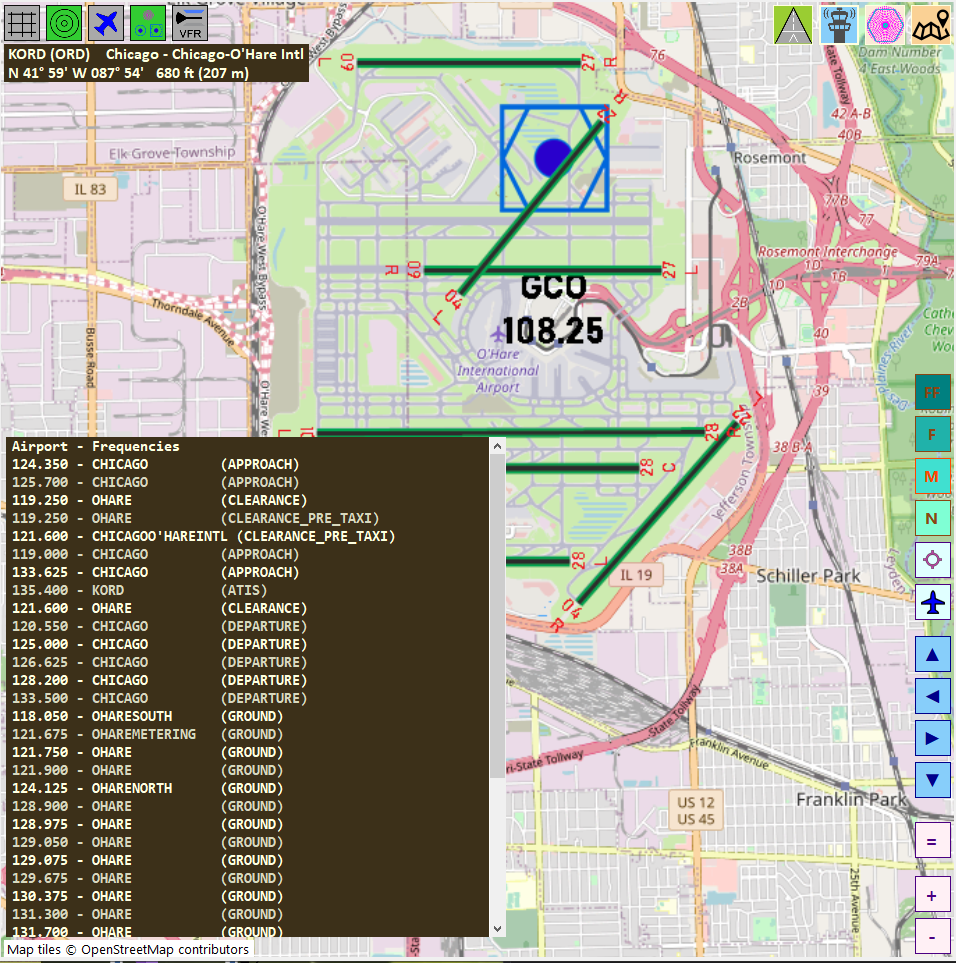 Elk Grove Village
West Bypass
VFR
KORD (ORD) Chicago - Chicago-O'Hare Intl
N 41° 59' W 087° 54' 680 ft (207 m)
L 09
27 R
76
State Tollway
Dam-Number
4 East-Woods
42 A-B
40B
R
22
Elk Grove Township
IL 83
Rosemont
77B
77
O'Hare West Bypass
Rosemont Interchange
1D
1B
1
79A
1D
R 09
27 L
04
L
GCO
108.25
2B
40
Thorndale Avenue
Busse Road
O'Hare
International
Airport
Des Plaines River
39
O'Hare W
FF
F
M
N
L 10
28 R
22
L
38 B-A
28 C
Jefferson Town
28 L
04
R
IL 19
38B
38A
Schiller Park
Leyden
Airport - Frequencies
124.350 - CHICAGO (APPROACH)
125.700 - CHICAGO (APPROACH)
119.250 - OHARE (CLEARANCE)
119.250 - OHARE (CLEARANCE_PRE_TAXI)
121.600 - CHICAGOO'HAREINTL (CLEARANCE_PRE_TAXI)
119.000 - CHICAGO (APPROACH)
133.625 - CHICAGO (APPROACH)
135.400 - KORD (ATIS)
121.600 - OHARE (CLEARANCE)
120.550 - CHICAGO (DEPARTURE)
125.000 - CHICAGO (DEPARTURE)
126.625 - CHICAGO (DEPARTURE)
128.200 - CHICAGO (DEPARTURE)
133.500 - CHICAGO (DEPARTURE)
118.050 - OHARESOUTH (GROUND)
121.675 - OHAREMETERING (GROUND)
121.750 - OHARE (GROUND)
121.900 - OHARE (GROUND)
124.125 - OHARENORTH (GROUND)
128.900 - OHARE (GROUND)
128.975 - OHARE (GROUND)
129.050 - OHARE (GROUND)
129.075 - OHARE (GROUND)
129.675 - OHARE (GROUND)
130.375 - OHARE (GROUND)
131.300 - OHARE (GROUND)
131.700 - OHARE (GROUND)
State Tollway
ri-State Tollway
Franklin Avenue
Franklin Park
US 12
US 45
25th Avenue
=
+
-
Map tiles © OpenStreetMap contributors